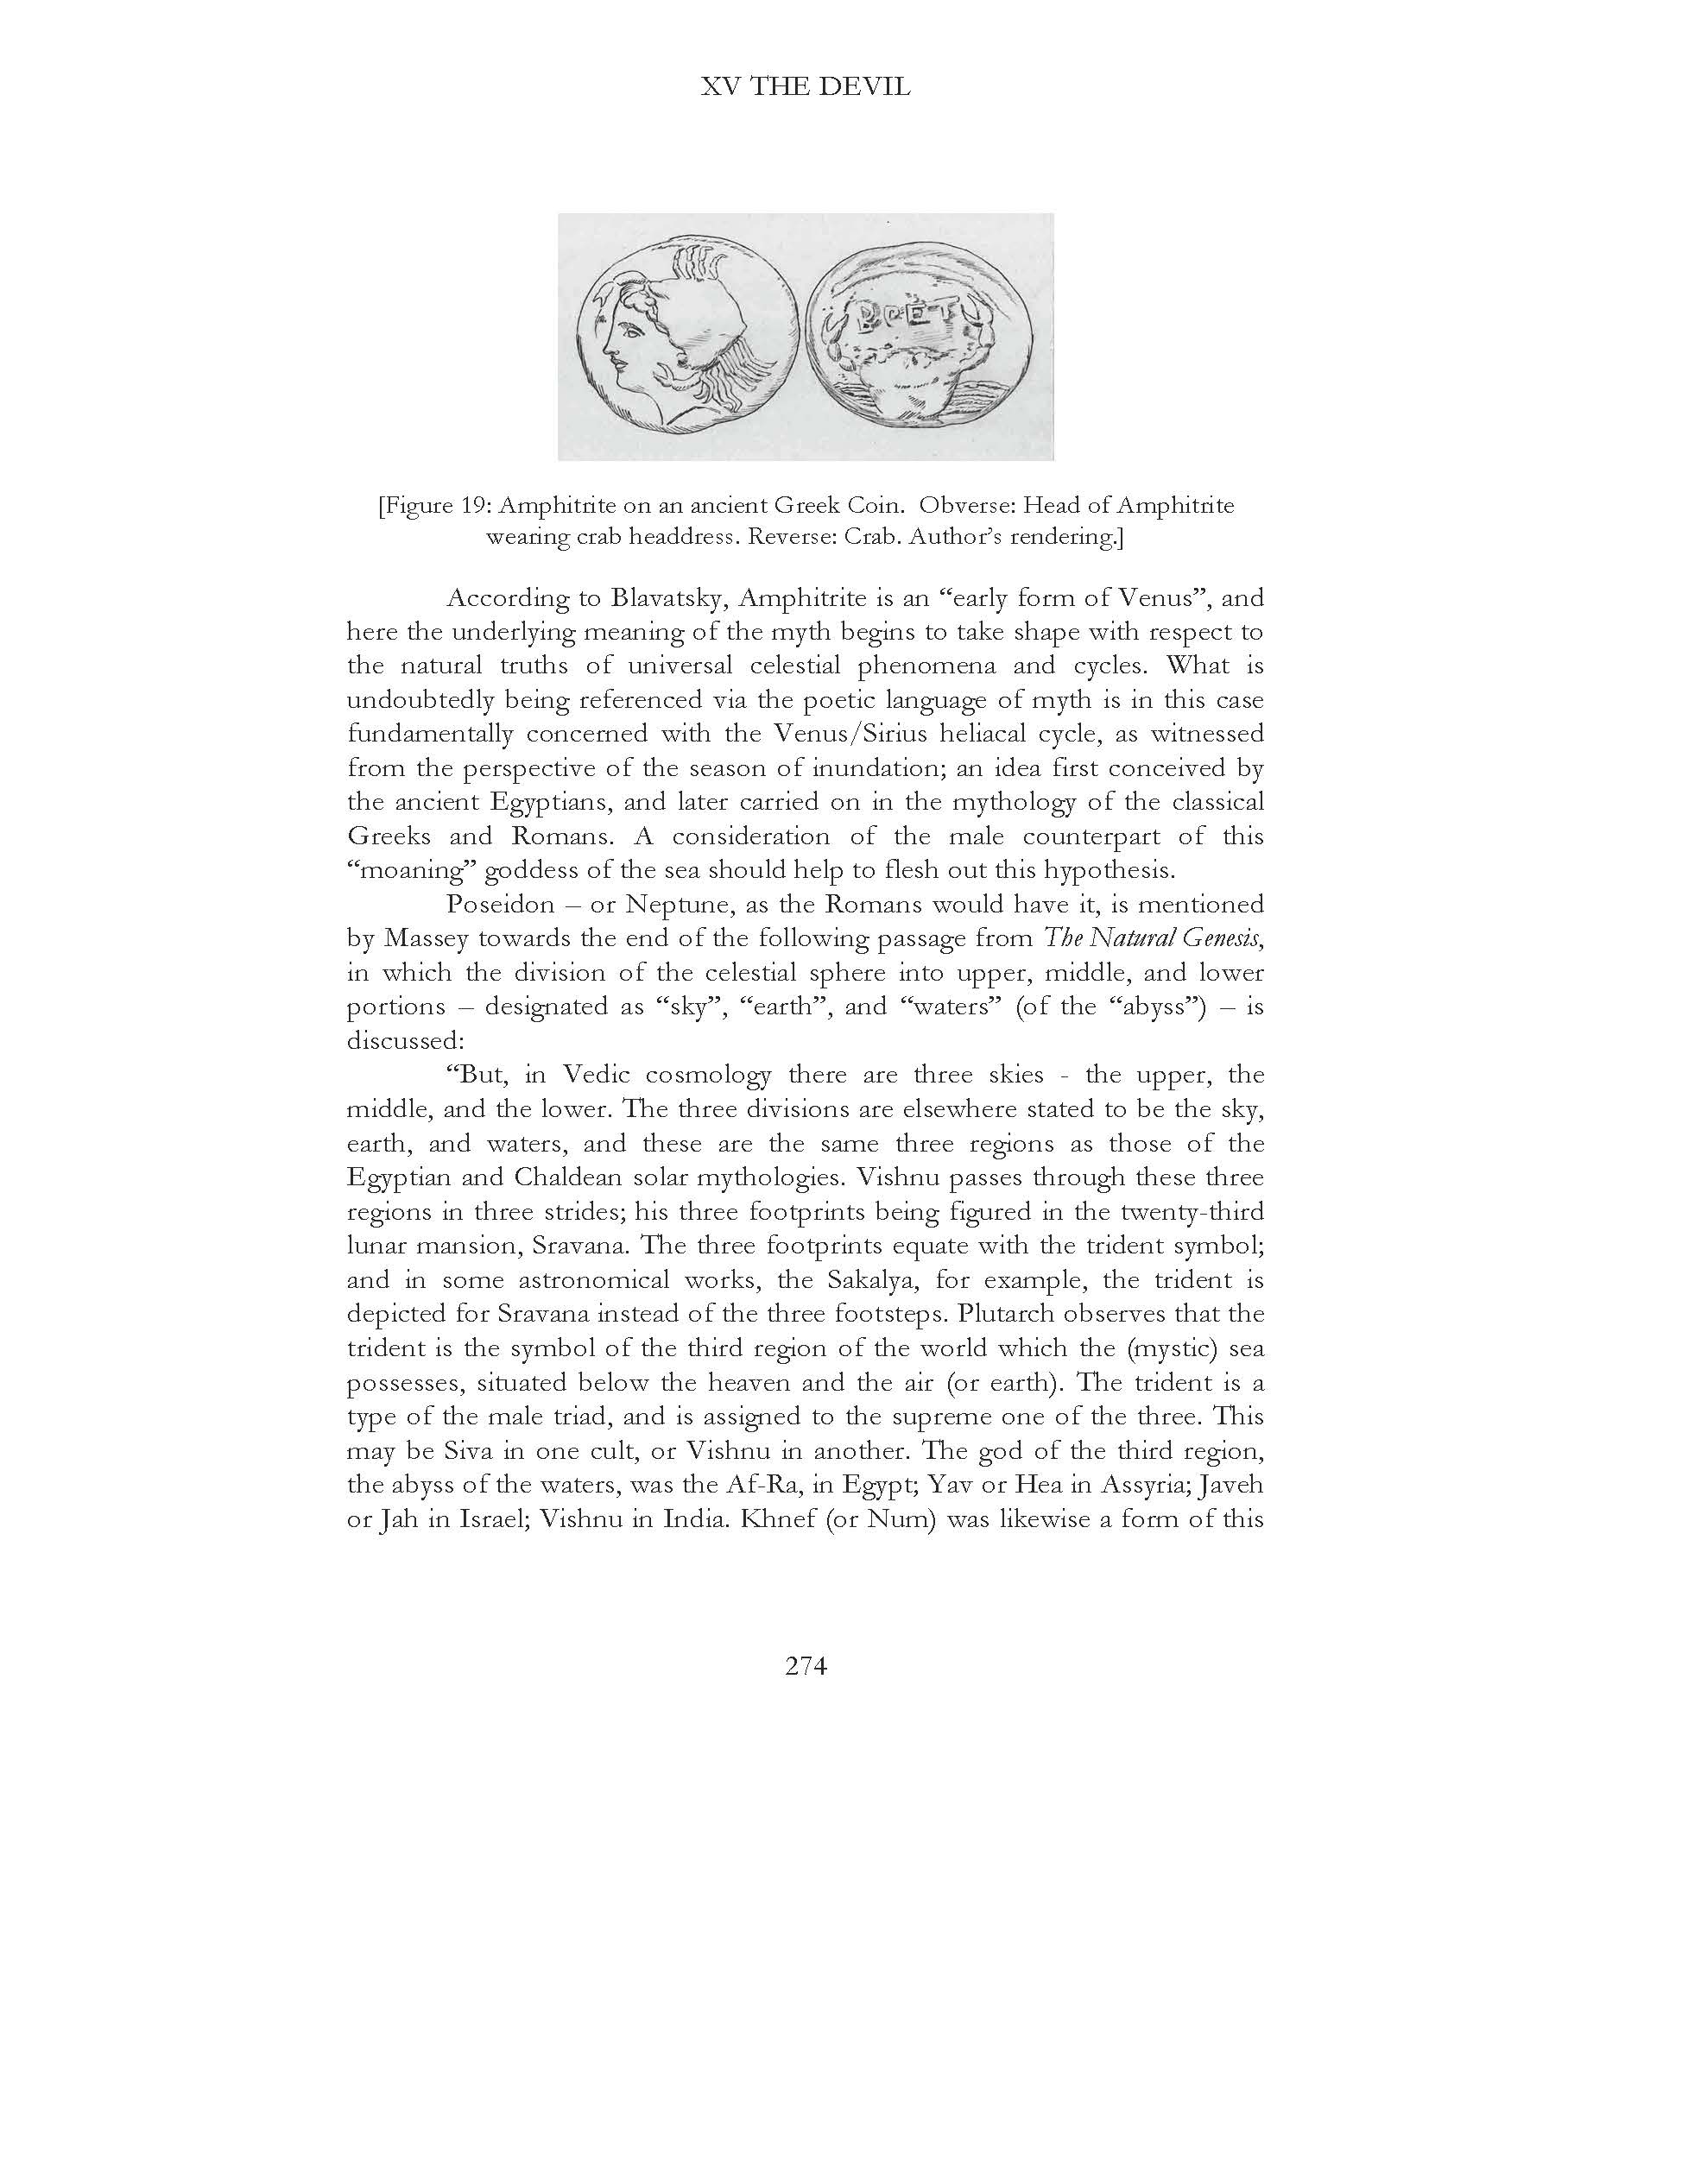 XV THE DEVIL
BPET
[Figure 19: Amphitrite on an ancient Greek Coin.  Obverse: Head of Amphitrite
wearing crab headdress. Reverse: Crab. Author’s rendering.]
According to Blavatsky, Amphitrite is an “early form of Venus”, and
here the underlying meaning of the myth begins to take shape with respect to
the natural truths of universal celestial phenomena and cycles. What is
undoubtedly being referenced via the poetic language of myth is in this case
fundamentally concerned with the Venus/Sirius heliacal cycle, as witnessed
from the perspective of the season of inundation; an idea first conceived by
the ancient Egyptians, and later carried on in the mythology of the classical
Greeks and Romans. A consideration of the male counterpart of this
“moaning” goddess of the sea should help to flesh out this hypothesis.
Poseidon – or Neptune, as the Romans would have it, is mentioned
by Massey towards the end of the following passage from The Natural Genesis,
in which the division of the celestial sphere into upper, middle, and lower
portions – designated as “sky”, “earth”, and “waters” (of the “abyss”) – is
discussed:
“But, in Vedic cosmology there are three skies - the upper, the
middle, and the lower. The three divisions are elsewhere stated to be the sky,
earth, and waters, and these are the same three regions as those of the
Egyptian and Chaldean solar mythologies. Vishnu passes through these three
regions in three strides; his three footprints being figured in the twenty-third
lunar mansion, Sravana. The three footprints equate with the trident symbol;
and in some astronomical works, the Sakalya, for example, the trident is
depicted for Sravana instead of the three footsteps. Plutarch observes that the
trident is the symbol of the third region of the world which the (mystic) sea
possesses, situated below the heaven and the air (or earth). The trident is a
type of the male triad, and is assigned to the supreme one of the three. This
may be Siva in one cult, or Vishnu in another. The god of the third region,
the abyss of the waters, was the Af-Ra, in Egypt; Yav or Hea in Assyria; Javeh
or Jah in Israel; Vishnu in India. Khnef (or Num) was likewise a form of this
274